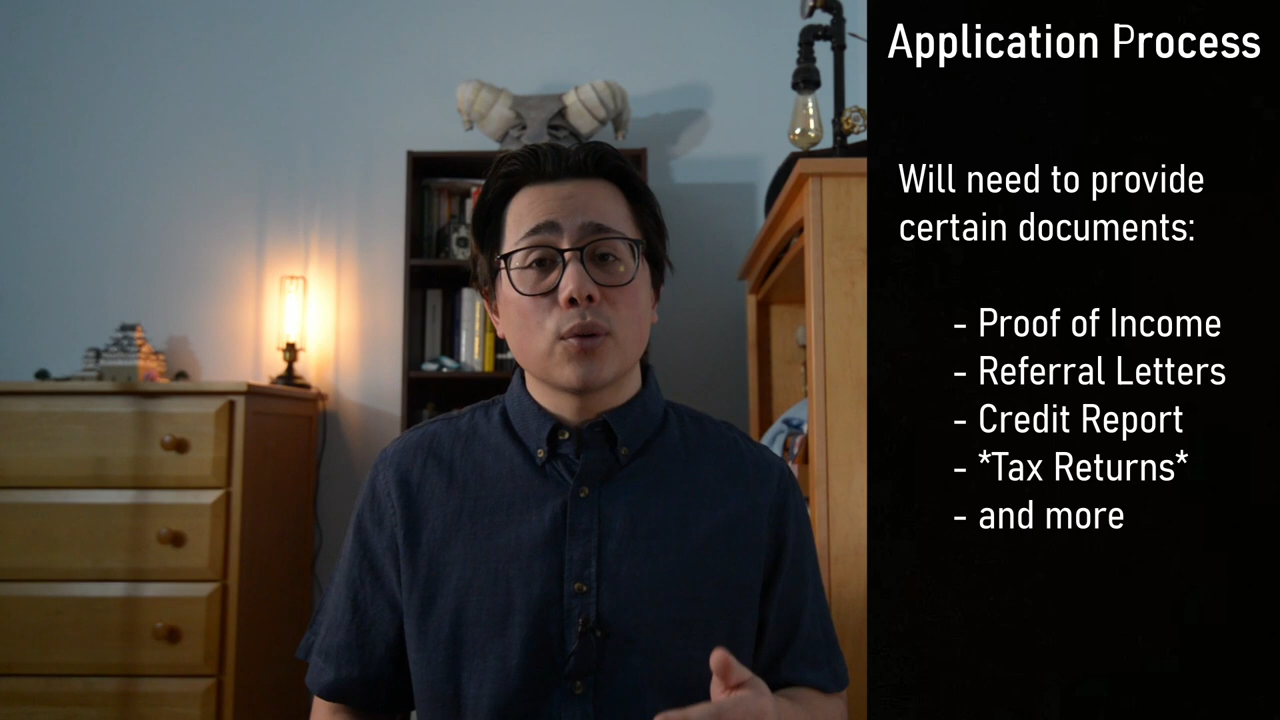 Application Process
Will need to provide
certain documents:
- Proof of Income
- Referral Letters
- Credit Report
- *Tax Returns*
- and more